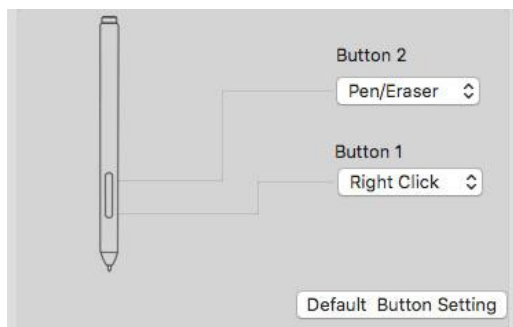 Button 2
Pen/Eraser
Button 1
Right Click
Default Button Setting